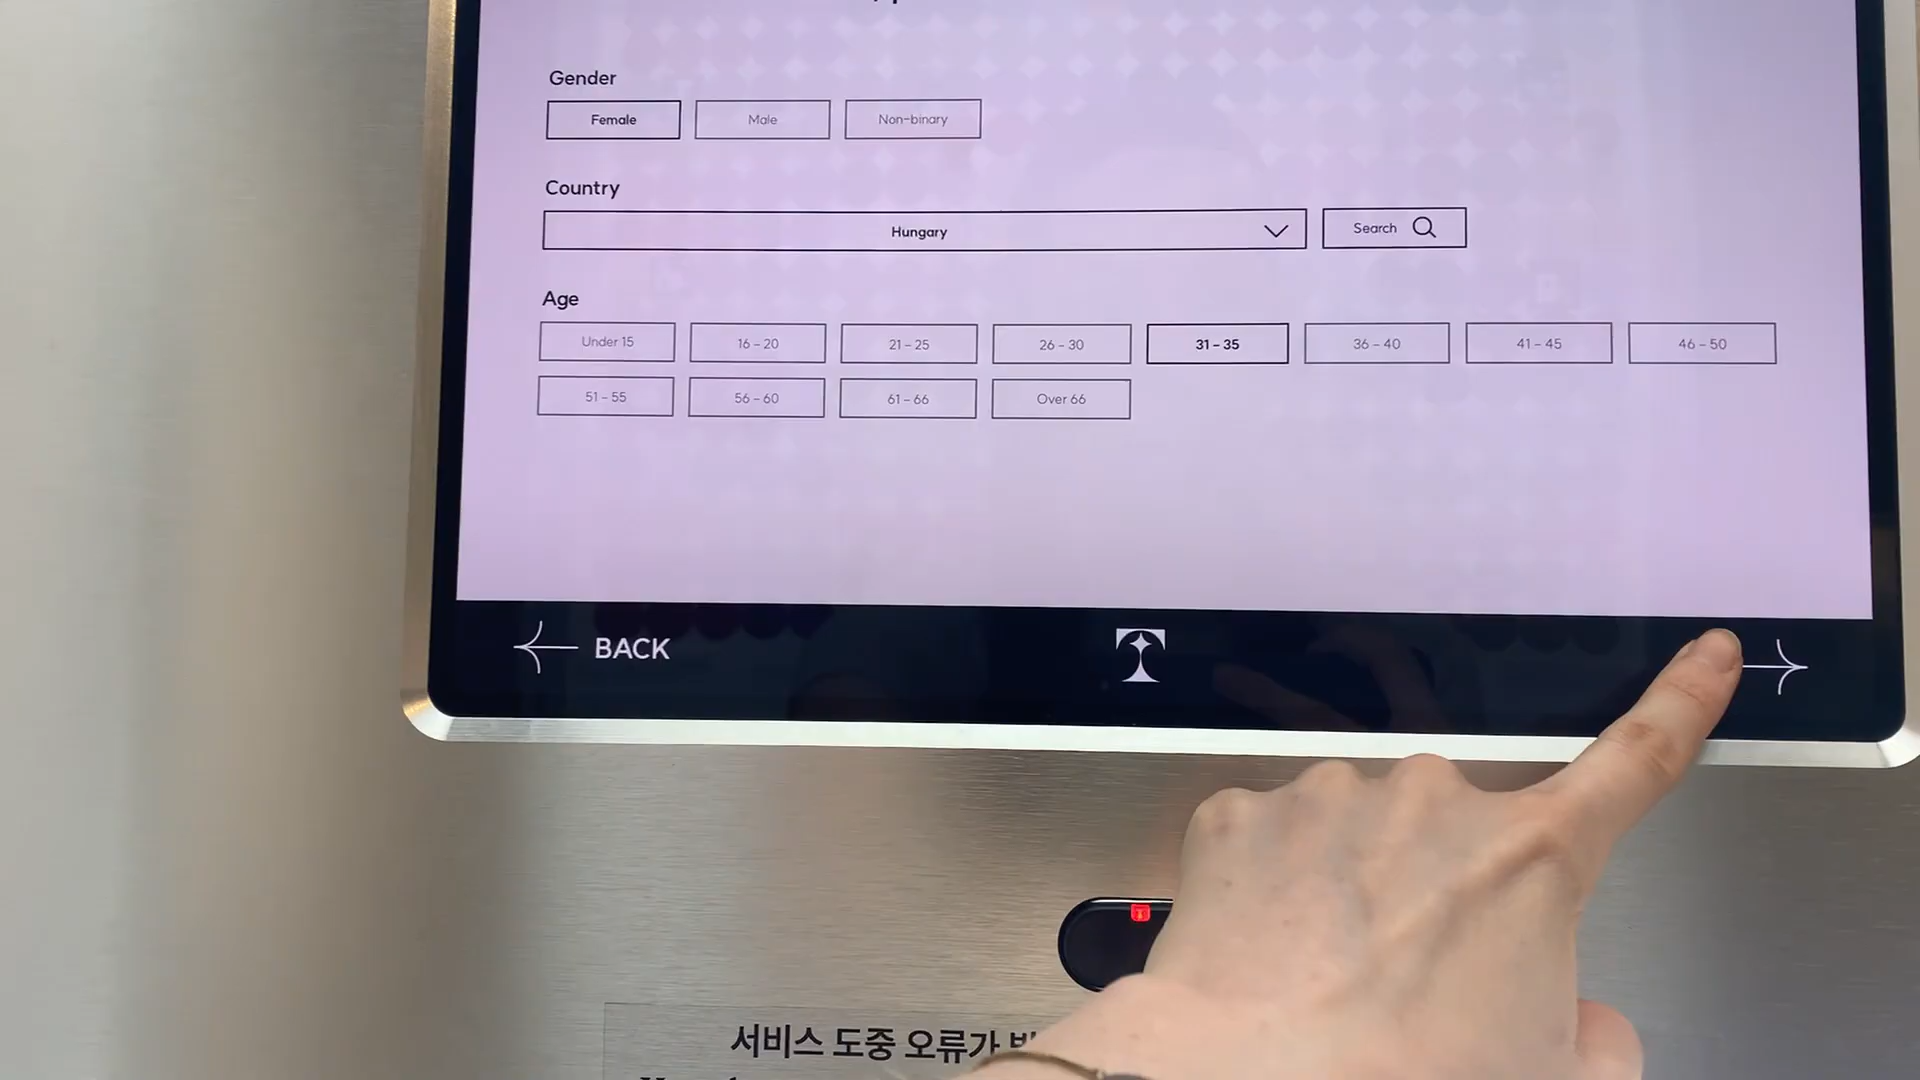 Gender
Female Male Non-binary
Country
Hungary Search
Age
Under 15 16 – 20 21 – 25 26 – 30 31 – 35 36 – 40 41 – 45 46 – 50
51 – 55 56 – 60 61 – 66 Over 66
BACK
서비스 도중 오류가